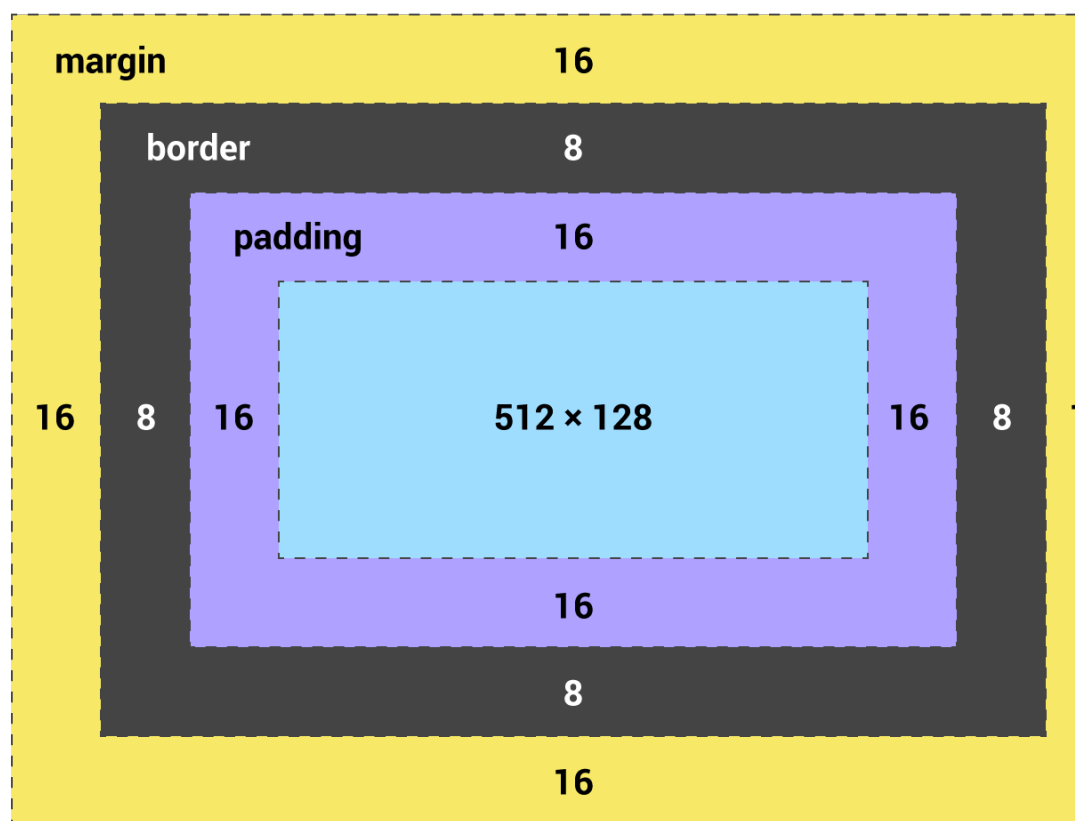 margin 16
border 8
padding 16
16 8 16 512 × 128 16 8
16
8
16